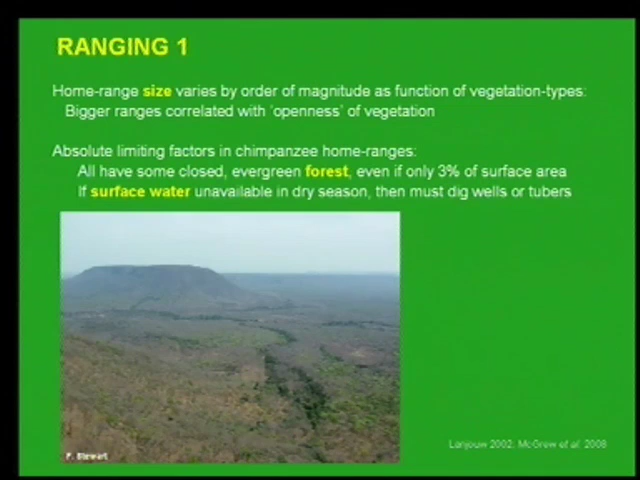 RANGING 1
Home-range size varies by order of magnitude as function of vegetation-types:
Bigger ranges correlated with 'openness' of vegetation
Absolute limiting factors in chimpanzee home-ranges:
All have some closed, evergreen forest, even if only 3% of surface area
If surface water unavailable in dry season, then must dig wells or tubers
Lanjouw 2002; McGrew et al. 2008
F. Stewart